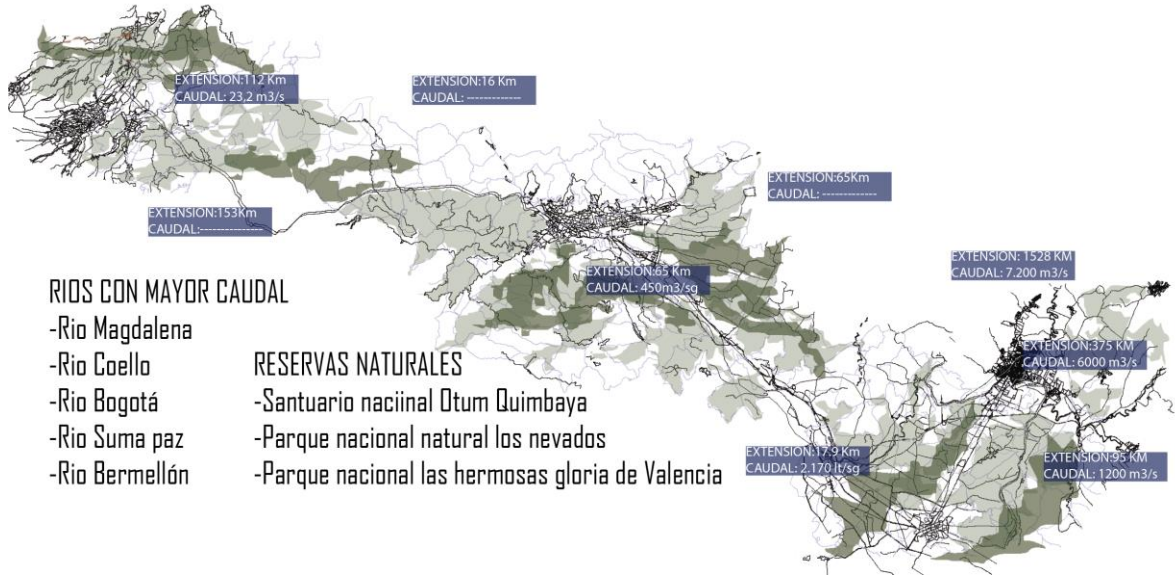 EXTENSION:112 Km
CAUDAL: 23,2 m3/s
EXTENSION:16 Km
CAUDAL: -------------
EXTENSION:65Km
CAUDAL: -------------
EXTENSION:153Km
CAUDAL:---------------
EXTENSION:65 Km
CAUDAL: 450m3/sg
EXTENSION: 1528 KM
CAUDAL: 7.200 m3/s
EXTENSION:375 KM
CAUDAL: 6000 m3/s
EXTENSION:17.9 Km
CAUDAL: 2.170 lt/sg
EXTENSION:95 KM
CAUDAL: 1200 m3/s
RIOS CON MAYOR CAUDAL
-Rio Magdalena
-Rio Coello
-Rio Bogotá
-Rio Suma paz
-Rio Bermellón
RESERVAS NATURALES
-Santuario naciinal Otum Quimbaya
-Parque nacional natural los nevados
-Parque nacional las hermosas gloria de Valencia